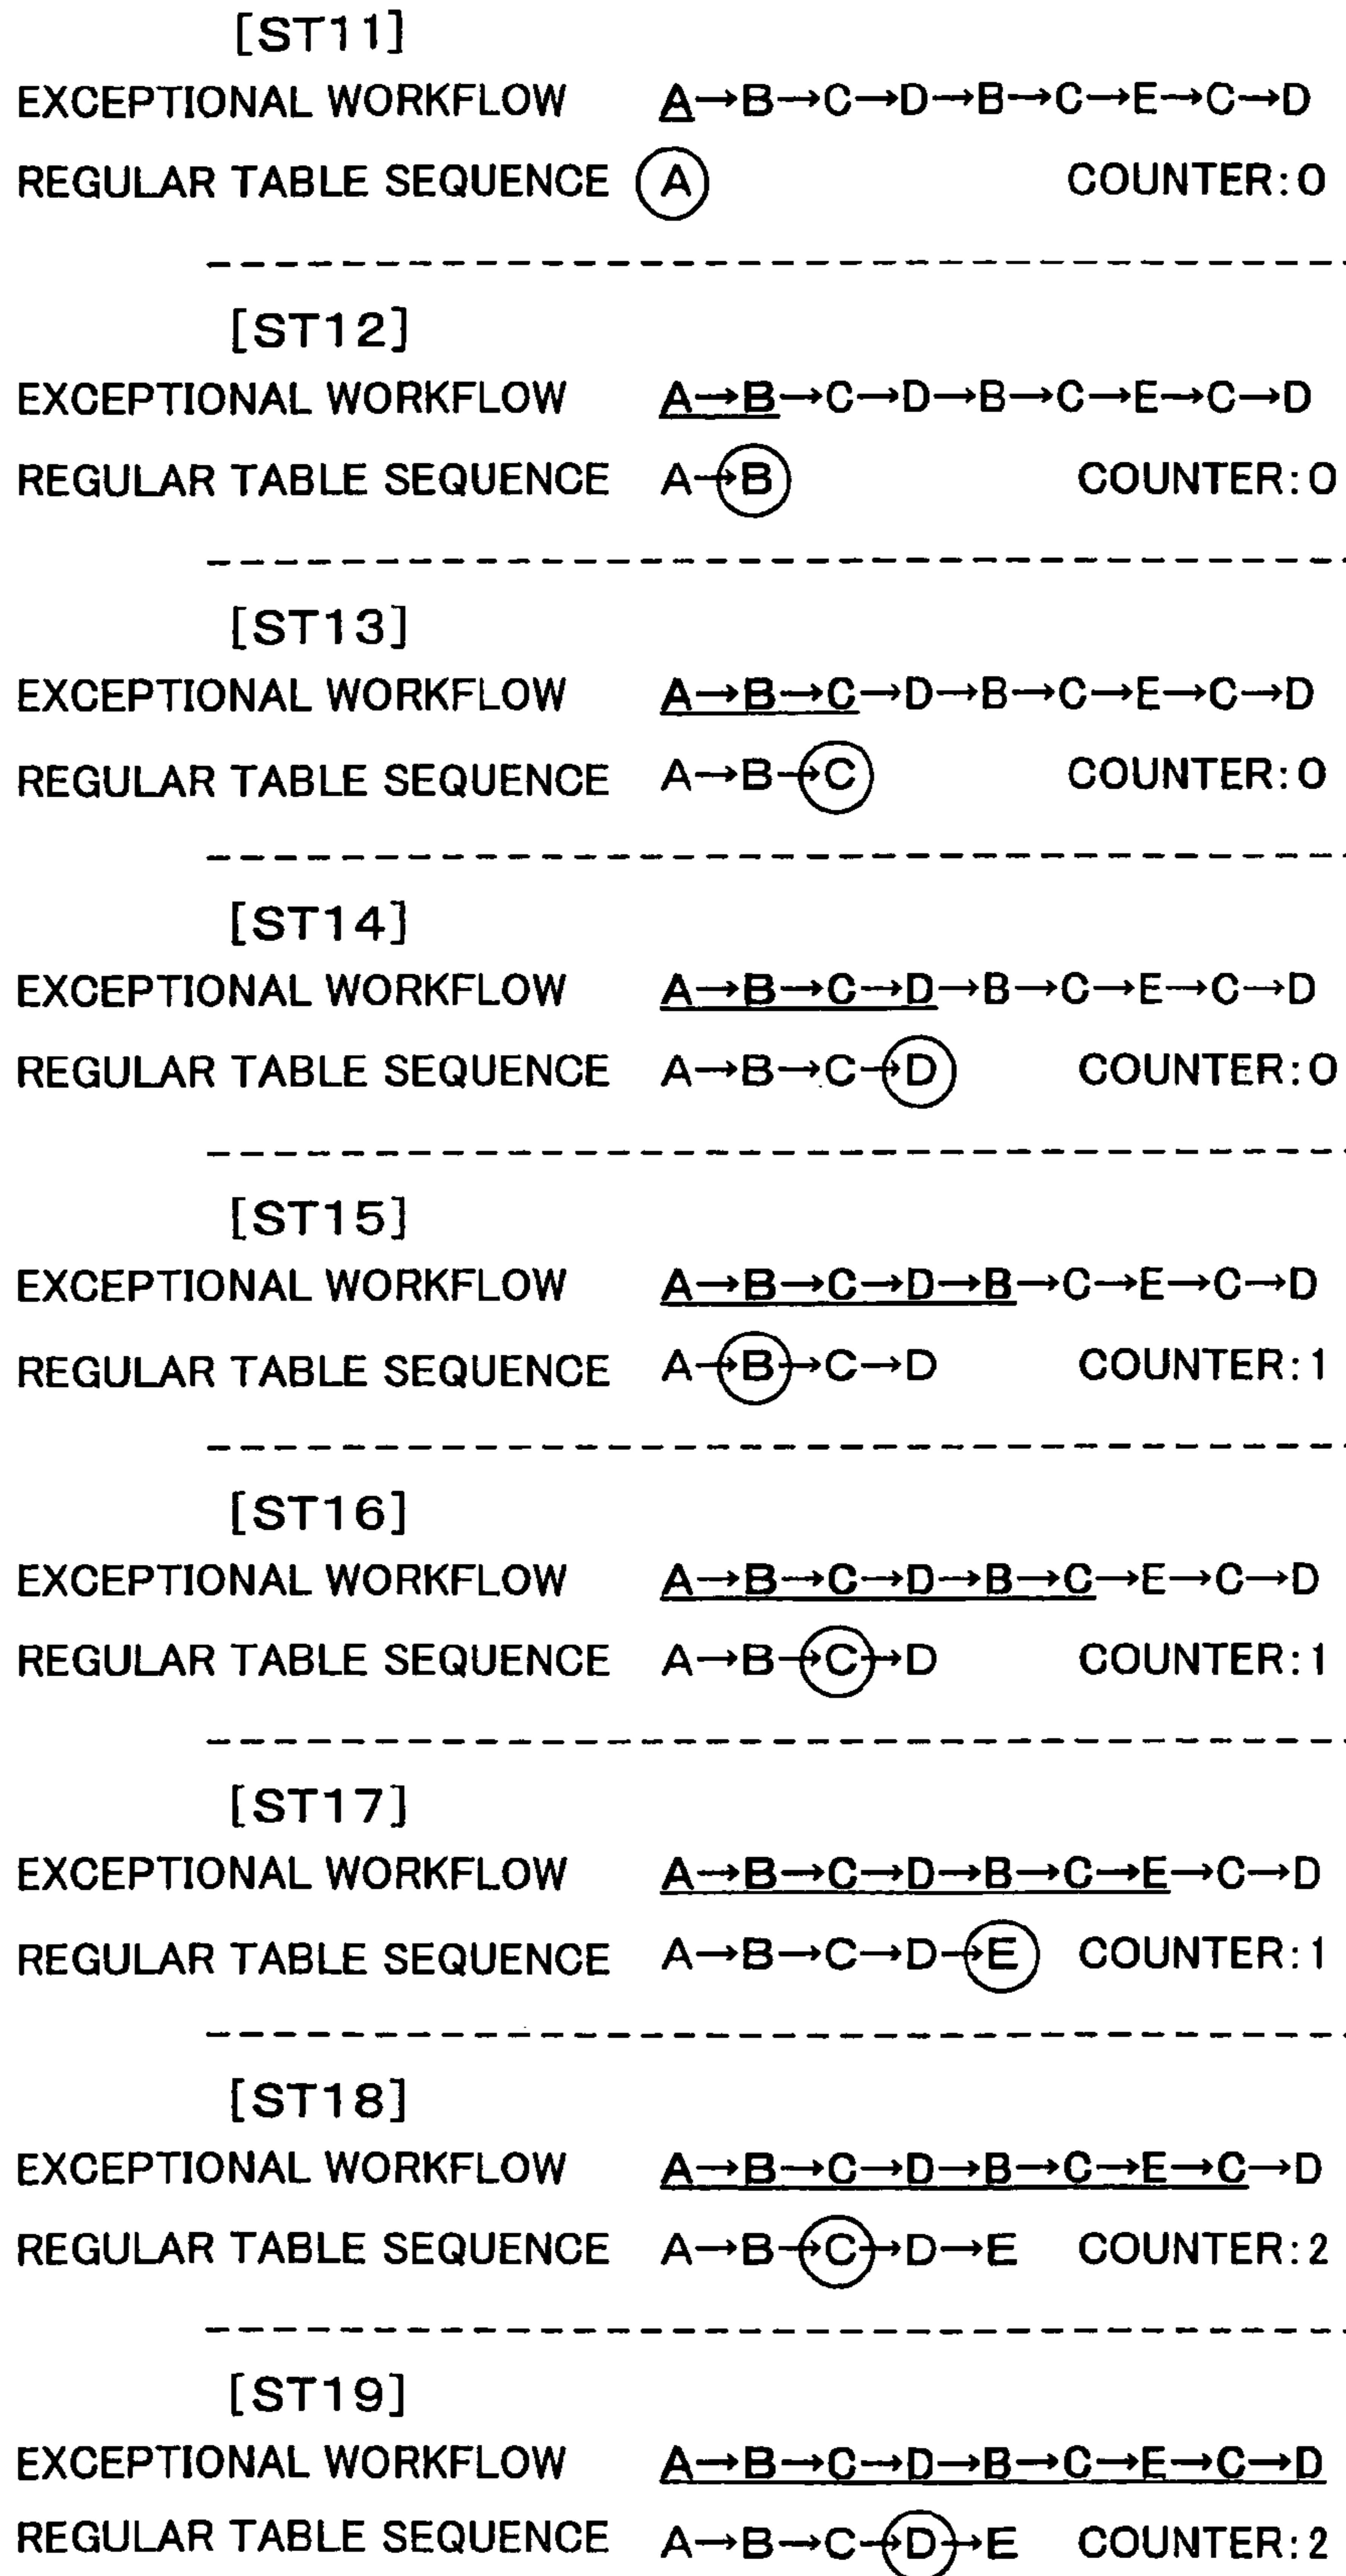 [ST11]
EXCEPTIONAL WORKFLOW A→B→C→D→B→C→E→C→D
REGULAR TABLE SEQUENCE A COUNTER:0
[ST12]
EXCEPTIONAL WORKFLOW A→B→C→D→B→C→E→C→D
REGULAR TABLE SEQUENCE A→B COUNTER:0
[ST13]
EXCEPTIONAL WORKFLOW A→B→C→D→B→C→E→C→D
REGULAR TABLE SEQUENCE A→B→C COUNTER:0
[ST14]
EXCEPTIONAL WORKFLOW A→B→C→D→B→C→E→C→D
REGULAR TABLE SEQUENCE A→B→C→D COUNTER:0
[ST15]
EXCEPTIONAL WORKFLOW A→B→C→D→B→C→E→C→D
REGULAR TABLE SEQUENCE A→B→C→D COUNTER:1
[ST16]
EXCEPTIONAL WORKFLOW A→B→C→D→B→C→E→C→D
REGULAR TABLE SEQUENCE A→B→C→D COUNTER:1
[ST17]
EXCEPTIONAL WORKFLOW A→B→C→D→B→C→E→C→D
REGULAR TABLE SEQUENCE A→B→C→D→E COUNTER:1
[ST18]
EXCEPTIONAL WORKFLOW A→B→C→D→B→C→E→C→D
REGULAR TABLE SEQUENCE A→B→C→D→E COUNTER:2
[ST19]
EXCEPTIONAL WORKFLOW A→B→C→D→B→C→E→C→D
REGULAR TABLE SEQUENCE A→B→C→D→E COUNTER:2